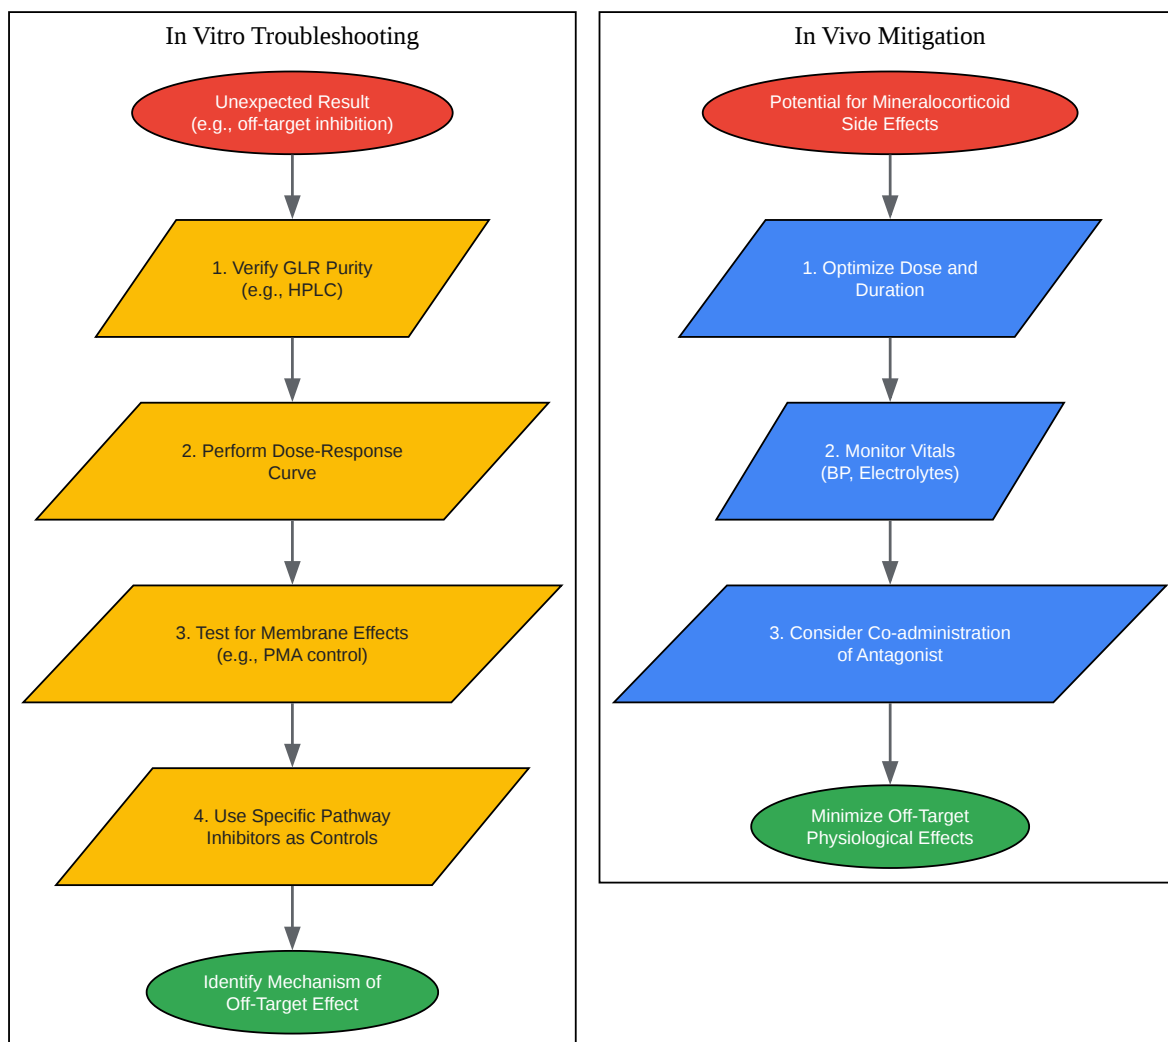 In Vitro Troubleshooting
Unexpected Result
(e.g., off-target inhibition)
1. Verify GLR Purity
(e.g., HPLC)
2. Perform Dose-Response
Curve
3. Test for Membrane Effects
(e.g., PMA control)
4. Use Specific Pathway
Inhibitors as Controls
Identify Mechanism of
Off-Target Effect
In Vivo Mitigation
Potential for Mineralocorticoid
Side Effects
1. Optimize Dose and
Duration
2. Monitor Vitals
(BP, Electrolytes)
3. Consider Co-administration
of Antagonist
Minimize Off-Target
Physiological Effects